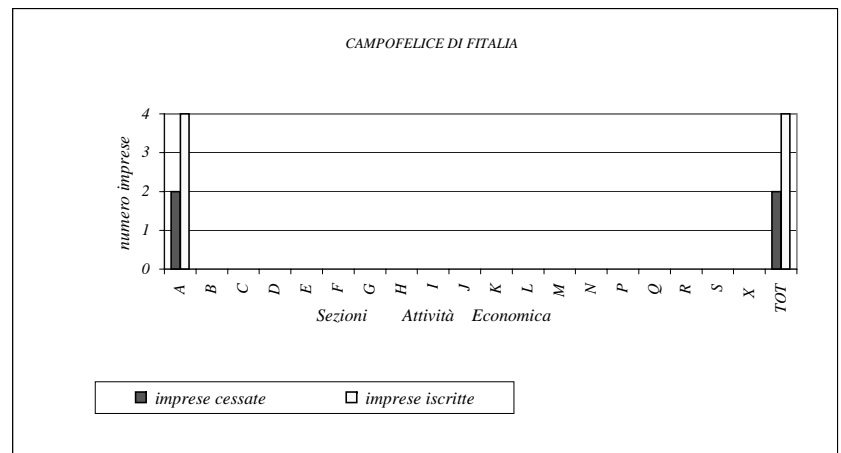 CAMPOFELICE DI FITALIA
numero imprese
4
3
2
1
0
A B C D E F G H I J K L M N P Q R S X TOT
Sezioni Attività Economica
imprese cessate imprese iscritte